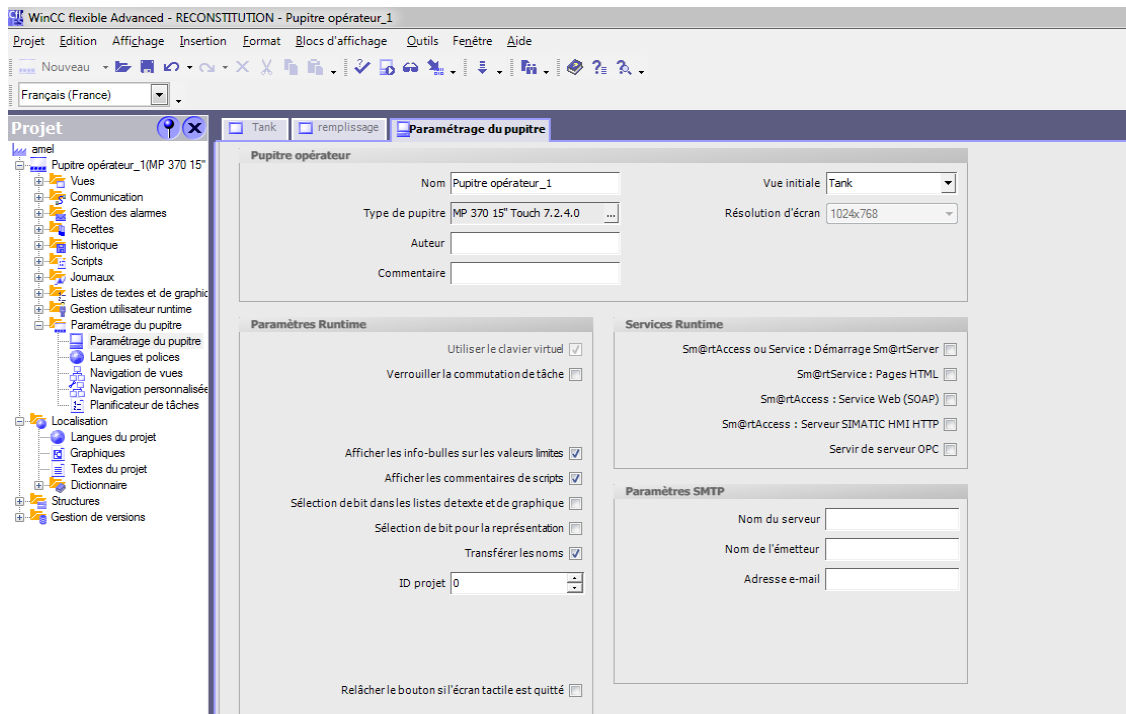 WinCC flexible Advanced - RECONSTITUTION - Pupitre opérateur_1
Projet Edition Affichage Insertion Format Blocs d'affichage Outils Fenêtre Aide
Nouveau
Français (France)
Projet
amel
Pupitre opérateur_1(MP 370 15"
Vues
Communication
Gestion des alarmes
Recettes
Historique
Scripts
Journaux
Listes de textes et de graphic
Gestion utilisateur runtime
Paramétrage du pupitre
Paramétrage du pupitre
Langues et polices
Navigation de vues
Navigation personnalisée
Planificateur de tâches
Localisation
Langues du projet
Graphiques
Textes du projet
Dictionnaire
Structures
Gestion de versions
Tank remplissage Paramétrage du pupitre
Pupitre opérateur
Nom Pupitre opérateur_1
Vue initiale Tank
Type de pupitre MP 370 15" Touch 7.2.4.0 ...
Résolution d'écran 1024x768
Auteur
Commentaire
Paramètres Runtime
Utiliser le clavier virtuel
Verrouiller la commutation de tâche
Afficher les info-bulles sur les valeurs limites
Afficher les commentaires de scripts
Sélection de bit dans les listes de texte et de graphique
Sélection de bit pour la représentation
Transférer les noms
ID projet 0
Relâcher le bouton si l'écran tactile est quitté
Services Runtime
Sm@rtAccess ou Service : Démarrage Sm@rtServer
Sm@rtService : Pages HTML
Sm@rtAccess : Service Web (SOAP)
Sm@rtAccess : Serveur SIMATIC HMI HTTP
Servir de serveur OPC
Paramètres SMTP
Nom du serveur
Nom de l'émetteur
Adresse e-mail